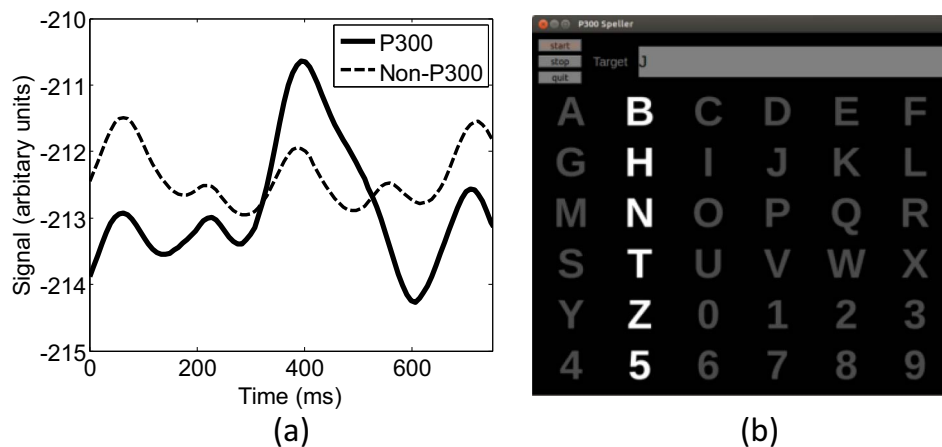 -210
-211
-212
-213
-214
-215
Signal (arbitary units)
P300
Non-P300
0 200 400 600
Time (ms)
(a)
P300 Speller
start
stop
quit
Target J
A B C D E F
G H I J K L
M N O P Q R
S T U V W X
Y Z 0 1 2 3
4 5 6 7 8 9
(b)